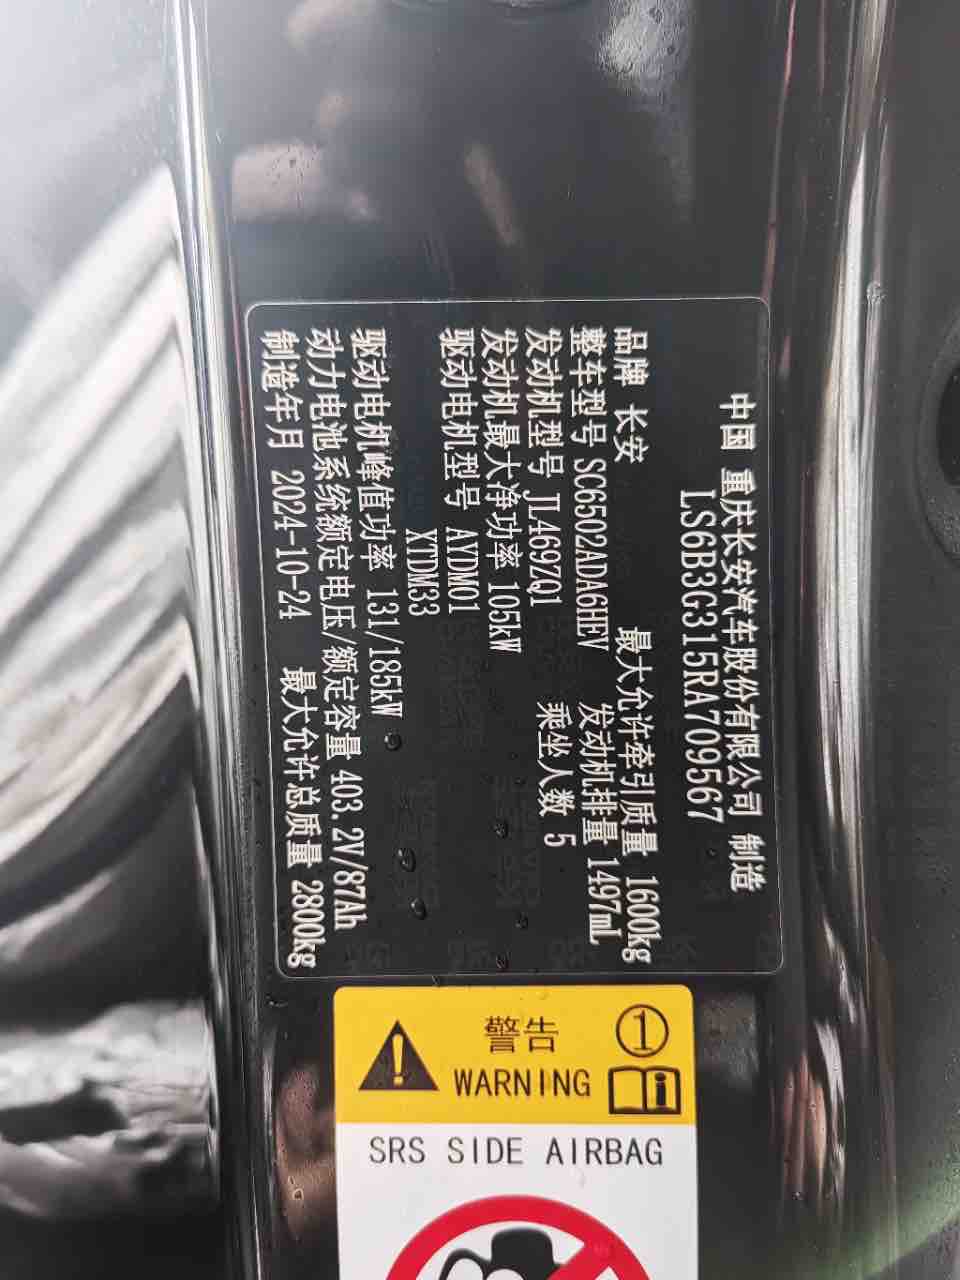 中国 重庆长安汽车股份有限公司 制造
LS6B3G315RA709567
品牌 长安 最大允许牵引质量 1600kg
整车型号 SC6502ADA6HEV 发动机排量 1497mL
发动机型号 JL469ZQ1 乘坐人数 5
发动机最大净功率 105kW
驱动电机型号 AYDM01
XTDM33
驱动电机峰值功率 131/185kW
动力电池系统额定电压/额定容量 403.2V/87Ah
制造年月 2024-10-24 最大允许总质量 2800kg
警告 ①
WARNING
SRS SIDE AIRBAG